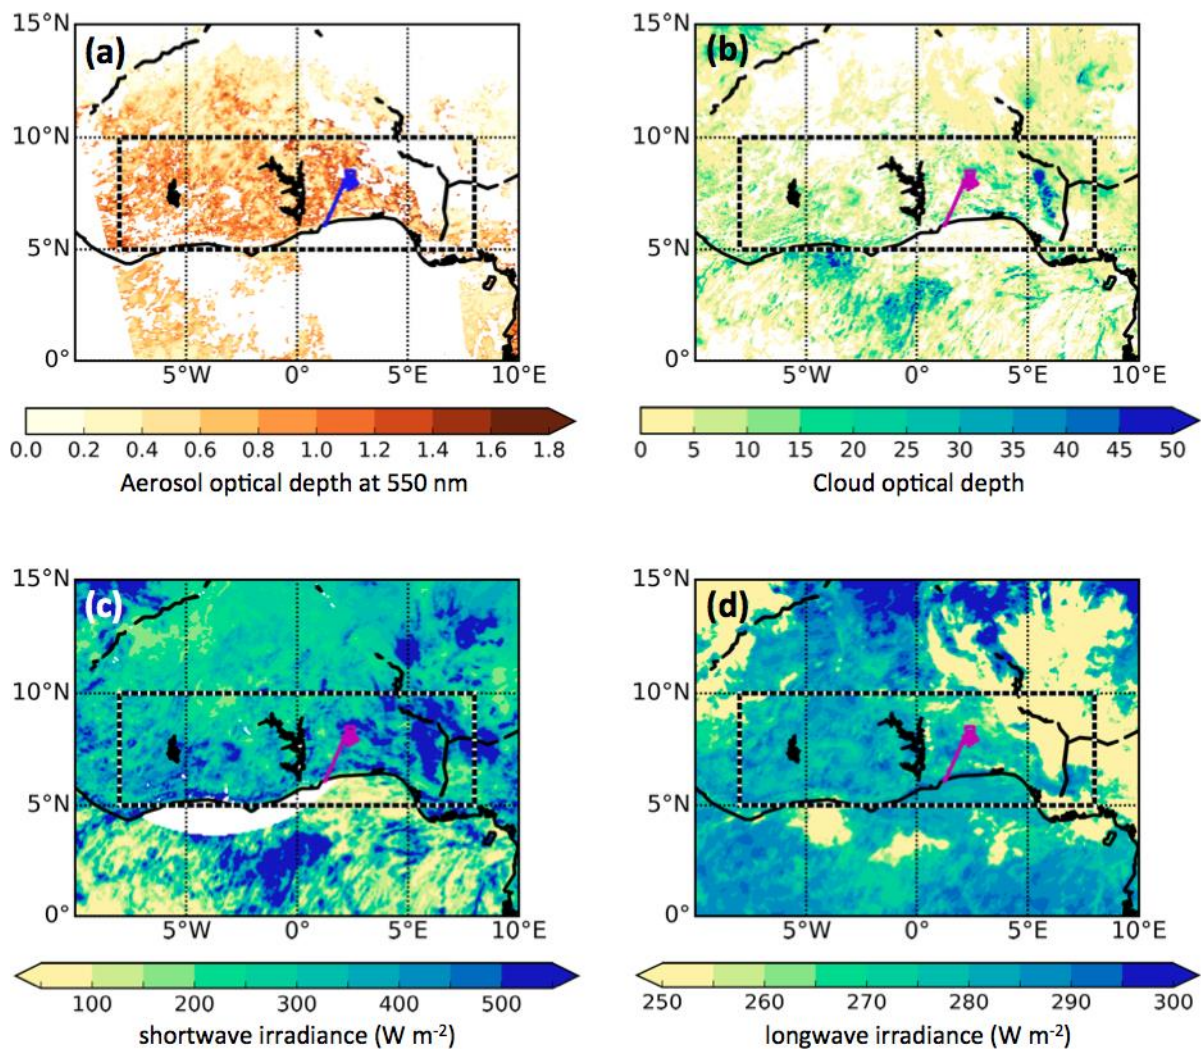 15°N
(a)
10°N
5°N
0°
5°W 0° 5°E 10°E
0.0 0.2 0.4 0.6 0.8 1.0 1.2 1.4 1.6 1.8
Aerosol optical depth at 550 nm
15°N
(b)
10°N
5°N
0°
5°W 0° 5°E 10°E
0 5 10 15 20 25 30 35 40 45 50
Cloud optical depth
15°N
(c)
10°N
5°N
0°
5°W 0° 5°E 10°E
100 200 300 400 500
shortwave irradiance (W m⁻²)
15°N
(d)
10°N
5°N
0°
5°W 0° 5°E 10°E
250 260 270 280 290 300
longwave irradiance (W m⁻²)